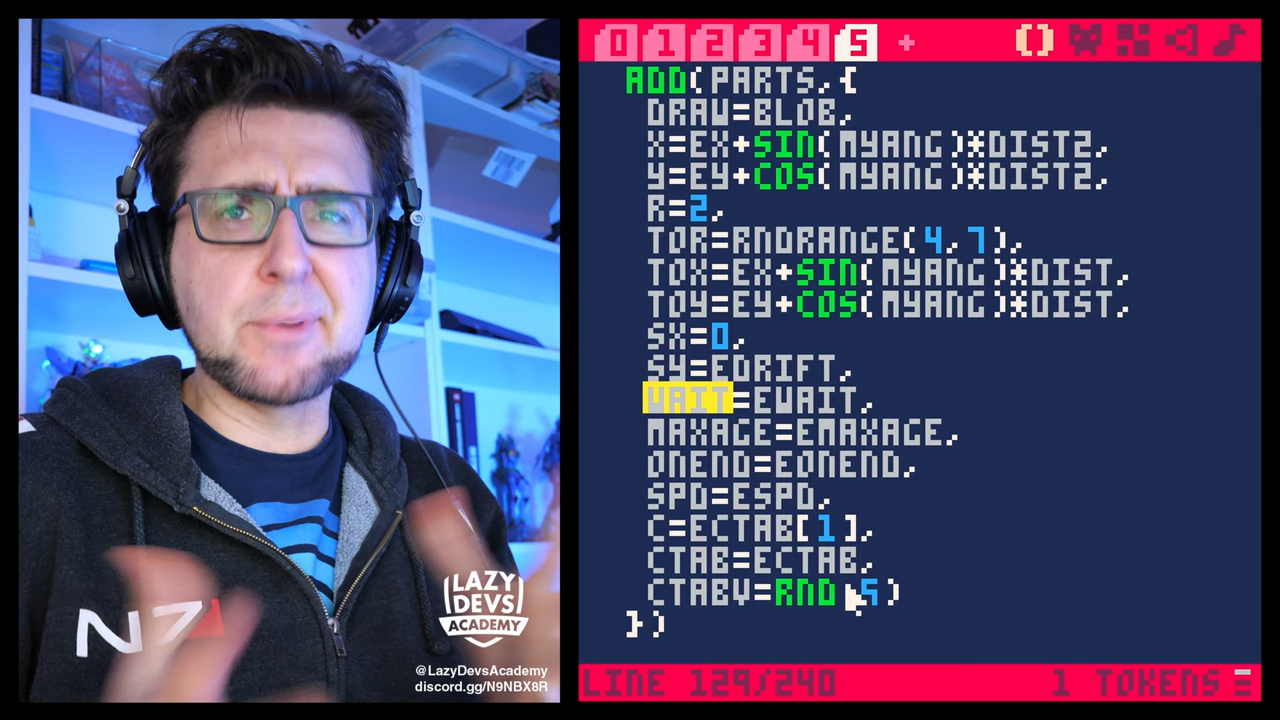 0 1 2 3 4 5 +
ADD(PARTS,{
DRAW=BLOB,
X=EX+SIN(MYANG)*DIST2,
Y=EY+COS(MYANG)*DIST2,
R=2,
TOR=RNDRANGE(4,7),
TOX=EX+SIN(MYANG)*DIST,
TOY=EY+COS(MYANG)*DIST,
SX=0,
SY=EDRIFT,
WAIT=EWAIT,
MAXAGE=EMAXAGE,
ONEND=EONEND,
SPD=ESPD,
C=ECTAB[1],
CTAB=ECTAB,
CTABV=RND 5)
})
LINE 129/240 1 TOKENS
N7
LAZY
DEVS
ACADEMY
@LazyDevsAcademy
discord.gg/N9NBX8R